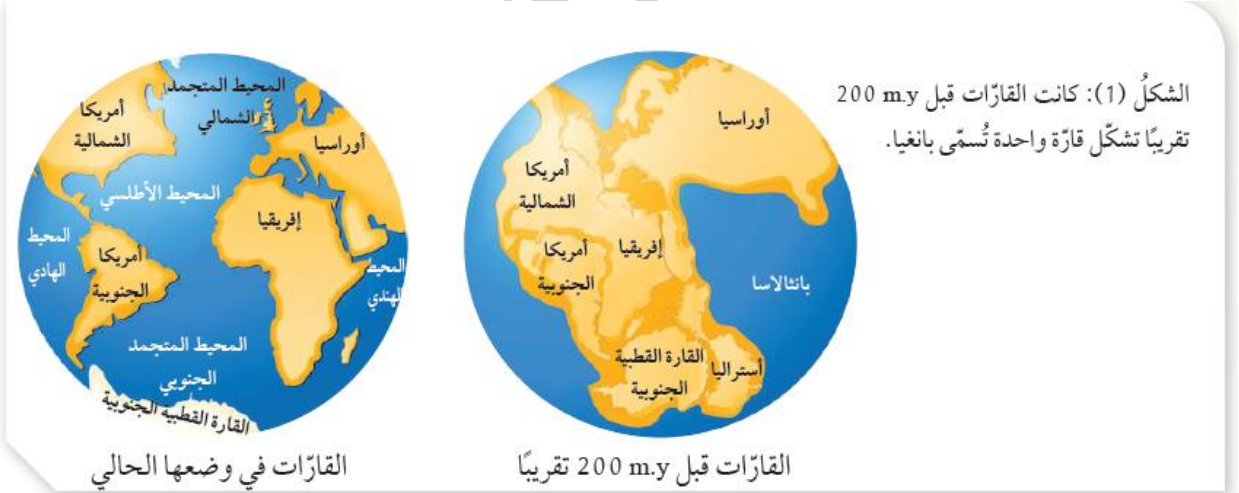 الشكلُ (1): كانت القارّات قبل 200 m.y
تقريبًا تشكّل قارّة واحدة تُسمّى بانغيا.
أوراسيا
أمريكا
الشمالية
إفريقيا
أمريكا
الجنوبية
بانثالاسا
القارة القطبية
الجنوبية
أستراليا
القارّات قبل 200 m.y تقريبًا
المحيط المتجمد
الشمالي
أمريكا
الشمالية
أوراسيا
المحيط الأطلسي
إفريقيا
المحيط
الهادي
أمريكا
الجنوبية
المحيط
الهندي
المحيط المتجمد
الجنوبي
القارة القطبية الجنوبية
القارّات في وضعها الحالي